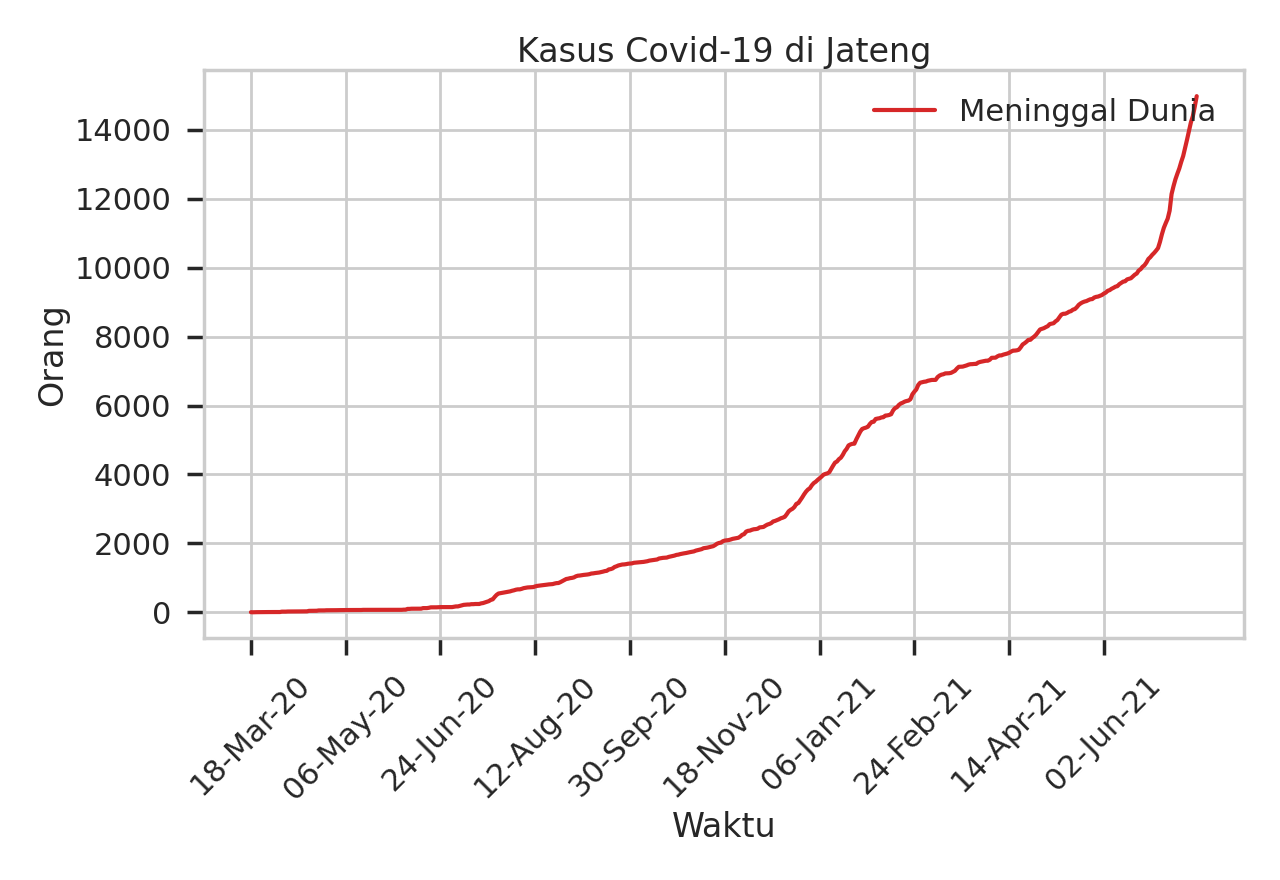 Kasus Covid-19 di Jateng
Meninggal Dunia
14000
12000
10000
8000
6000
4000
2000
0
Orang
18-Mar-20
06-May-20
24-Jun-20
12-Aug-20
30-Sep-20
18-Nov-20
06-Jan-21
24-Feb-21
14-Apr-21
02-Jun-21
Waktu